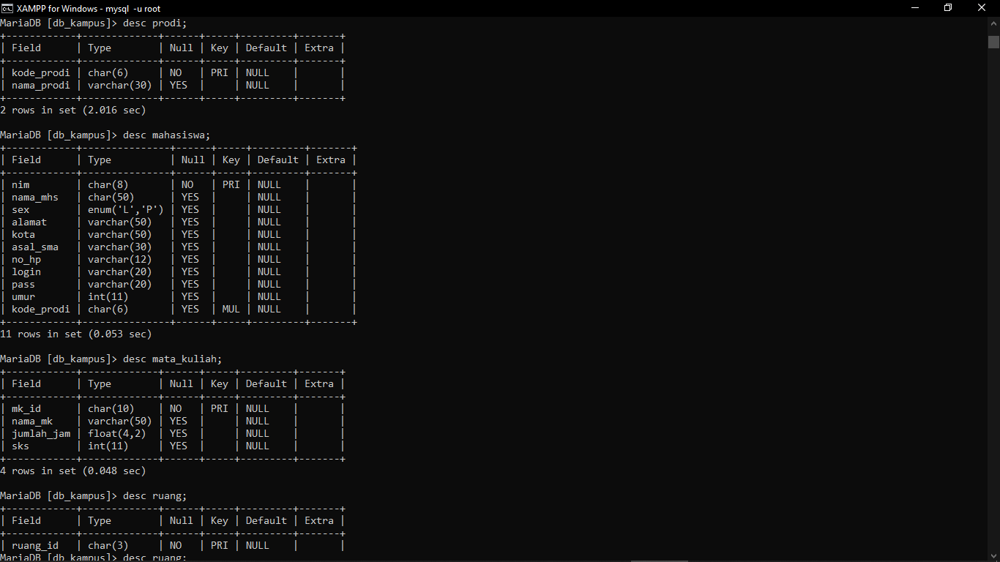 XAMPP for Windows - mysql  -u root
MariaDB [db_kampus]> desc prodi;
+------------+-------------+------+-----+---------+-------+
| Field      | Type        | Null | Key | Default | Extra |
+------------+-------------+------+-----+---------+-------+
| kode_prodi | char(6)     | NO   | PRI | NULL    |       |
| nama_prodi | varchar(30) | YES  |     | NULL    |       |
+------------+-------------+------+-----+---------+-------+
2 rows in set (2.016 sec)
MariaDB [db_kampus]> desc mahasiswa;
+------------+---------------+------+-----+---------+-------+
| Field      | Type          | Null | Key | Default | Extra |
+------------+---------------+------+-----+---------+-------+
| nim        | char(8)       | NO   | PRI | NULL    |       |
| nama_mhs   | char(50)      | YES  |     | NULL    |       |
| sex        | enum('L','P') | YES  |     | NULL    |       |
| alamat     | varchar(50)   | YES  |     | NULL    |       |
| kota       | varchar(50)   | YES  |     | NULL    |       |
| asal_sma   | varchar(30)   | YES  |     | NULL    |       |
| no_hp      | varchar(12)   | YES  |     | NULL    |       |
| login      | varchar(20)   | YES  |     | NULL    |       |
| pass       | varchar(20)   | YES  |     | NULL    |       |
| umur       | int(11)       | YES  |     | NULL    |       |
| kode_prodi | char(6)       | YES  | MUL | NULL    |       |
+------------+---------------+------+-----+---------+-------+
11 rows in set (0.053 sec)
MariaDB [db_kampus]> desc mata_kuliah;
+------------+-------------+------+-----+---------+-------+
| Field      | Type        | Null | Key | Default | Extra |
+------------+-------------+------+-----+---------+-------+
| mk_id      | char(10)    | NO   | PRI | NULL    |       |
| nama_mk    | varchar(50) | YES  |     | NULL    |       |
| jumlah_jam | float(4,2)  | YES  |     | NULL    |       |
| sks        | int(11)     | YES  |     | NULL    |       |
+------------+-------------+------+-----+---------+-------+
4 rows in set (0.048 sec)
MariaDB [db_kampus]> desc ruang;
+------------+-------------+------+-----+---------+-------+
| Field      | Type        | Null | Key | Default | Extra |
+------------+-------------+------+-----+---------+-------+
| ruang_id   | char(3)     | NO   | PRI | NULL    |       |
MariaDB [db_kampus]> desc ruang;